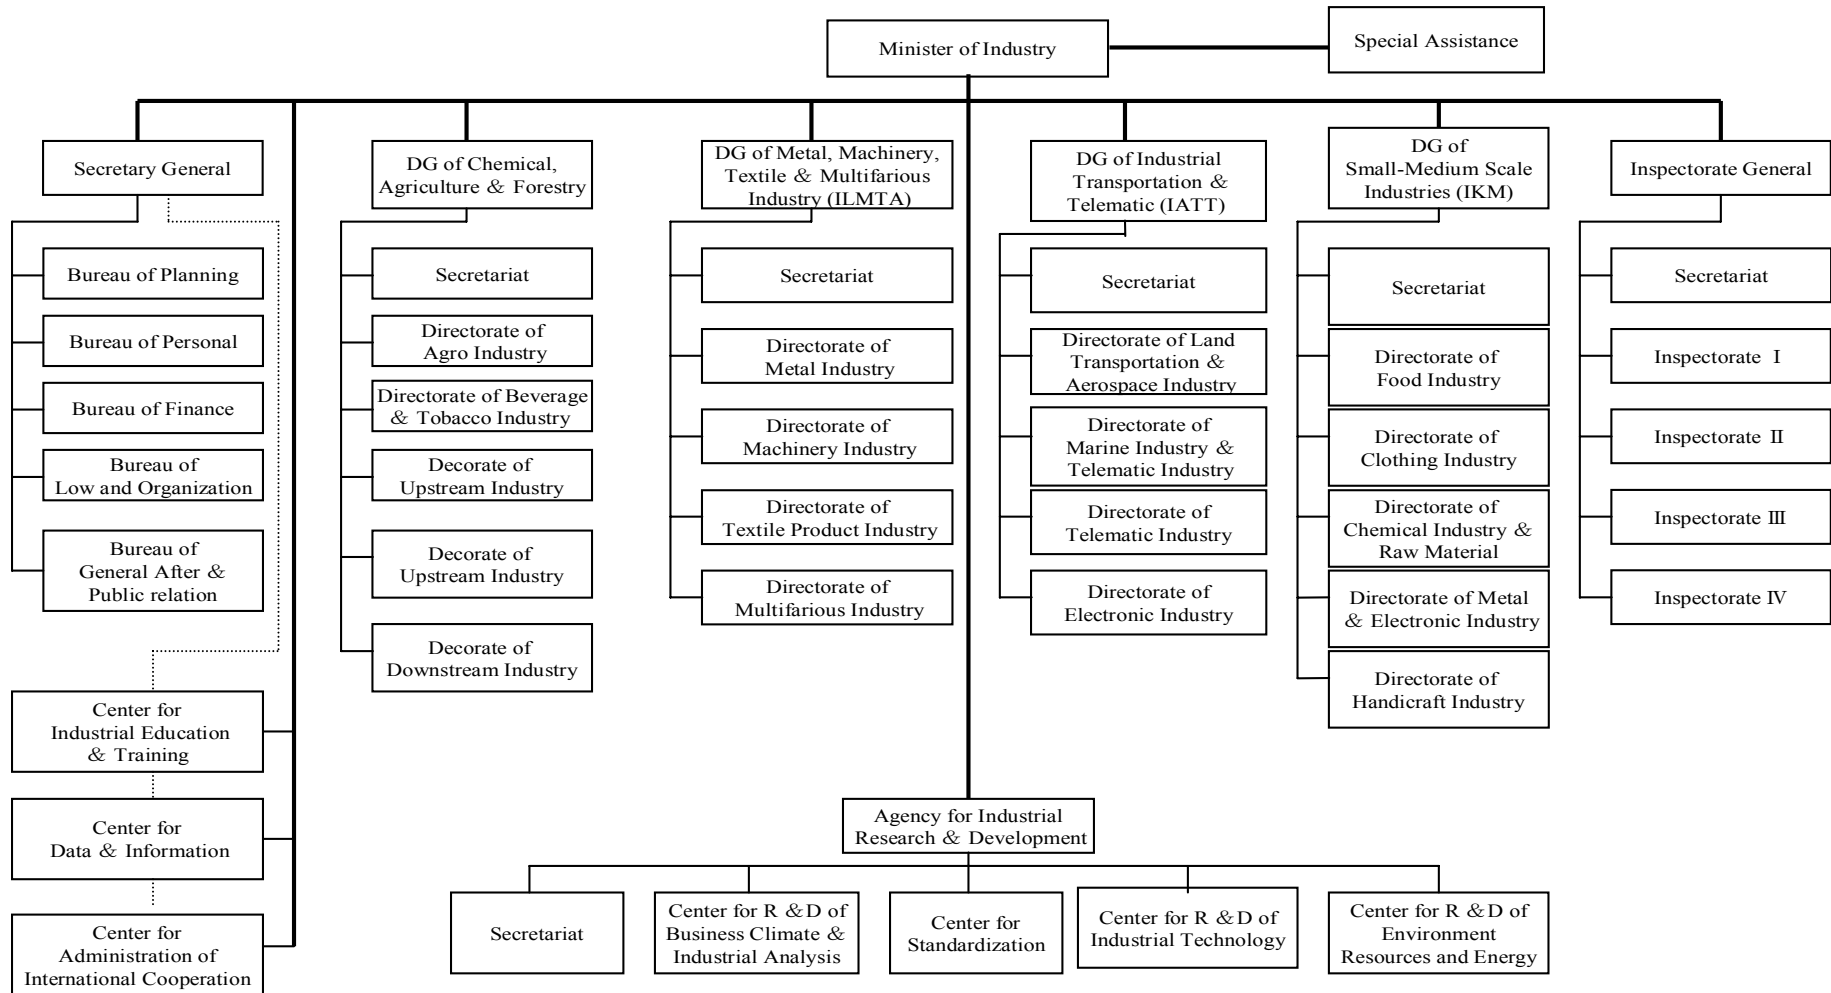 Minister of Industry
Special Assistance
Secretary General
DG of Chemical,
Agriculture & Forestry
DG of Metal, Machinery,
Textile & Multifarious
Industry (ILMTA)
DG of Industrial
Transportation &
Telematic (IATT)
DG of
Small-Medium Scale
Industries (IKM)
Inspectorate General
Bureau of Planning
Bureau of Personal
Bureau of Finance
Bureau of
Low and Organization
Bureau of
General After &
Public relation
Secretariat
Directorate of
Agro Industry
Directorate of Beverage
& Tobacco Industry
Decorate of
Upstream Industry
Decorate of
Upstream Industry
Decorate of
Downstream Industry
Secretariat
Directorate of
Metal Industry
Directorate of
Machinery Industry
Directorate of
Textile Product Industry
Directorate of
Multifarious Industry
Secretariat
Directorate of Land
Transportation &
Aerospace Industry
Directorate of
Marine Industry &
Telematic Industry
Directorate of
Telematic Industry
Directorate of
Electronic Industry
Secretariat
Directorate of
Food Industry
Directorate of
Clothing Industry
Directorate of
Chemical Industry &
Raw Material
Directorate of Metal
& Electronic Industry
Directorate of
Handicraft Industry
Secretariat
Inspectorate I
Inspectorate II
Inspectorate III
Inspectorate IV
Center for
Industrial Education
& Training
Center for
Data & Information
Center for
Administration of
International Cooperation
Agency for Industrial
Research & Development
Secretariat
Center for R &D of
Business Climate &
Industrial Analysis
Center for
Standardization
Center for R &D of
Industrial Technology
Center for R &D of
Environment
Resources and Energy